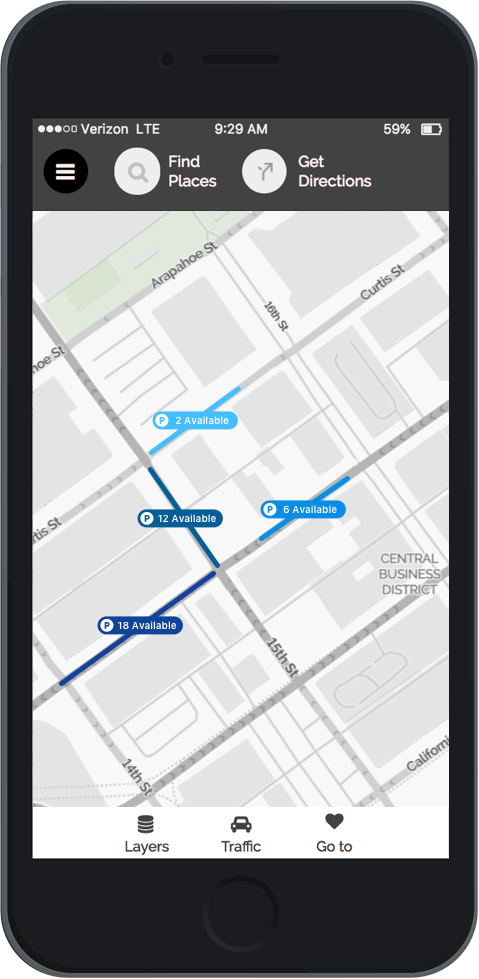 Verizon LTE 9:29 AM 59%
Find
Places
Get
Directions
Arapahoe St
16th St
Curtis St
hoe St
P 2 Available
P 6 Available
P 12 Available
rtis St
CENTRAL
BUSINESS
DISTRICT
P 18 Available
15th St
14th St
Californi
Layers Traffic Go to